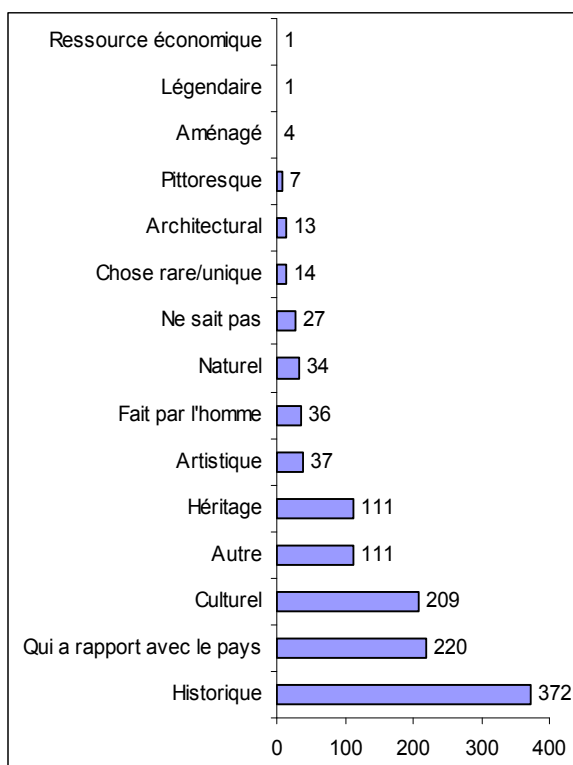 Ressource économique 1
Légendaire 1
Aménagé 4
Pittoresque 7
Architectural 13
Chose rare/unique 14
Ne sait pas 27
Naturel 34
Fait par l'homme 36
Artistique 37
Héritage 111
Autre 111
Culturel 209
Qui a rapport avec le pays 220
Historique 372
0 100 200 300 400